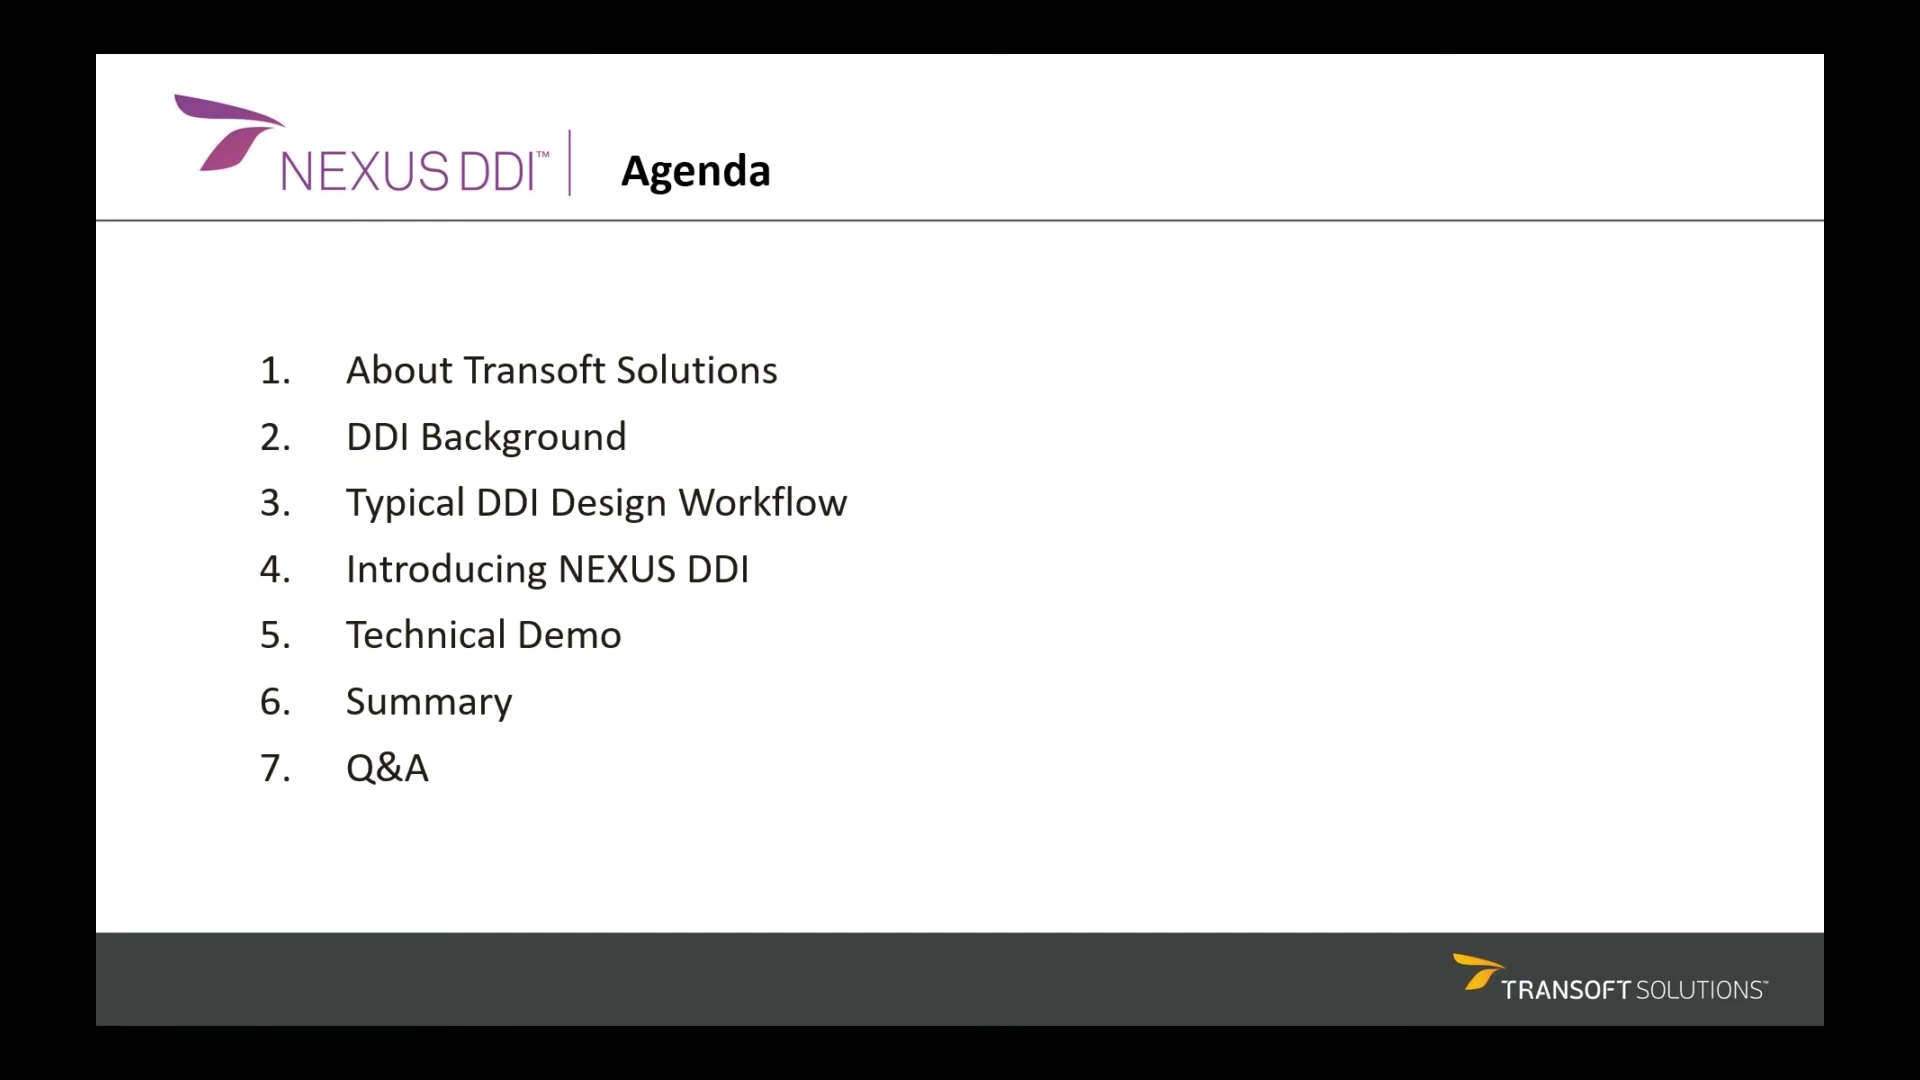 NEXUS DDI™
Agenda
1. About Transoft Solutions
2. DDI Background
3. Typical DDI Design Workflow
4. Introducing NEXUS DDI
5. Technical Demo
6. Summary
7. Q&A
TRANSOFT SOLUTIONS™